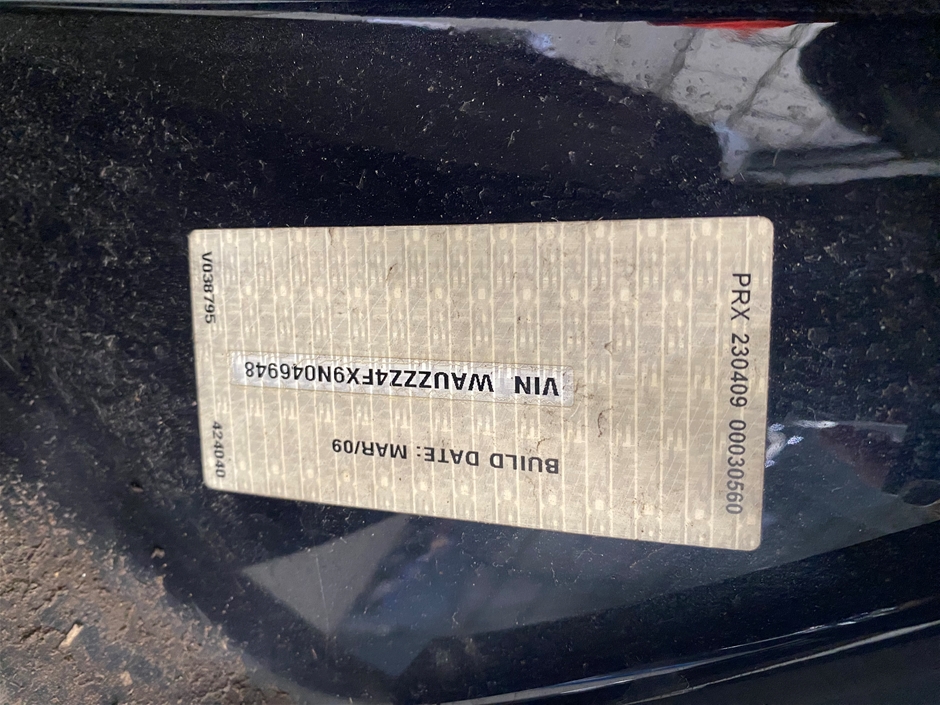 BUILD DATE: MAR/09
VIN WAUZZZ4FX9N046948
PRX 230409 00030560
V038795
424040